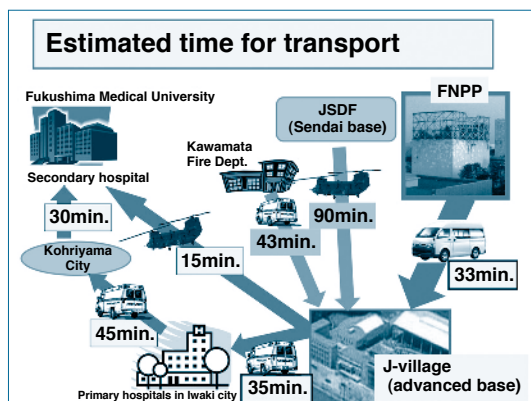 Estimated time for transport
Fukushima Medical University
Secondary hospital
Kawamata
Fire Dept.
JSDF
(Sendai base)
FNPP
30min.
Kohriyama
City
15min.
43min.
90min.
33min.
45min.
Primary hospitals in Iwaki city
35min.
J-village
(advanced base)